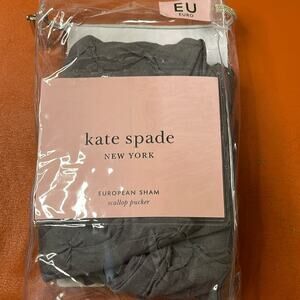 EU
EURO
kate spade
NEW YORK
EUROPEAN SHAM
scallop pucker